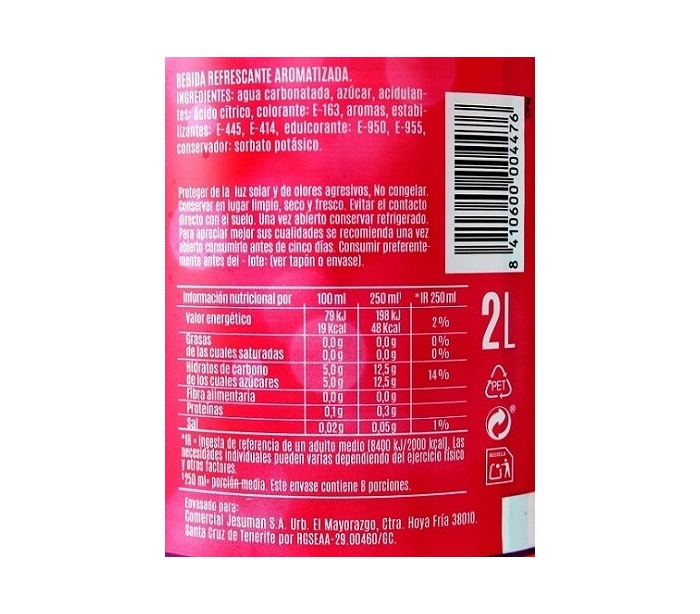 BEBIDA REFRESCANTE AROMATIZADA.
INGREDIENTES: agua carbonatada, azúcar, acidulan-
tes: Ácido cítrico, colorante: E-163, aromas, estabi-
lizantes: E-445, E-414, edulcorante: E-950, E-955,
conservador: sorbato potásico.
Proteger de la luz solar y de olores agresivos, No congelar.
Conservar en lugar limpio, seco y fresco. Evitar el contacto
directo con el suelo. Una vez abierto conservar refrigerado.
Para apreciar mejor sus cualidades se recomienda una vez
abierto consumirlo antes de cinco días. Consumir preferente-
mente antes del - lote: (ver tapón o envase).
8 410600 004476
CPM
Información nutricional por 100 ml 250 ml¹ *IR 250 ml
Valor energético 79 kJ 198 kJ 2%
19 Kcal 48 Kcal
Grasas 0,0 g 0,0 g 0%
de las cuales saturadas 0,0 g 0,0 g 0%
Hidratos de carbono 5,0 g 12,5 g 14%
de los cuales azúcares 5,0 g 12,5 g
Fibra alimentaria 0,0 g 0,0 g
Proteínas 0,1 g 0,3 g
Sal 0,02 g 0,05 g 1%
2L
PET
®
RECICLA
*IR = Ingesta de referencia de un adulto medio (8400 kJ/2000 kcal), Las
necesidades individuales pueden varias dependiendo del ejercicio físico
y otros factores.
¹250 ml= porción-media. Este envase contiene 8 porciones.
Envasado para:
Comercial Jesuman S.A. Urb. El Mayorazgo, Ctra. Hoya Fría 38010.
Santa Cruz de Tenerife por RGSEAA-29.00460/GC.